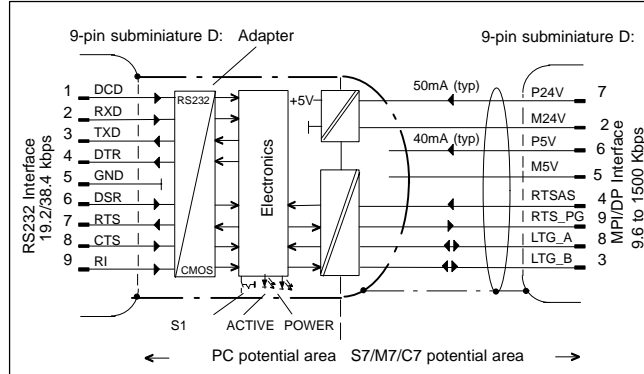 9-pin subminiature D:
Adapter
9-pin subminiature D:
RS232 Interface
19.2/38.4 kbps
1 DCD
2 RXD
3 TXD
4 DTR
5 GND
6 DSR
7 RTS
8 CTS
9 RI
RS232
CMOS
Electronics
+5V
50mA (typ)
40mA (typ)
P24V 7
M24V 2
P5V 6
M5V 5
RTSAS 4
RTS_PG 9
LTG_A 8
LTG_B 3
MPI/DP Interface
9.6 to 1500 Kbps
S1 ACTIVE POWER
PC potential area S7/M7/C7 potential area